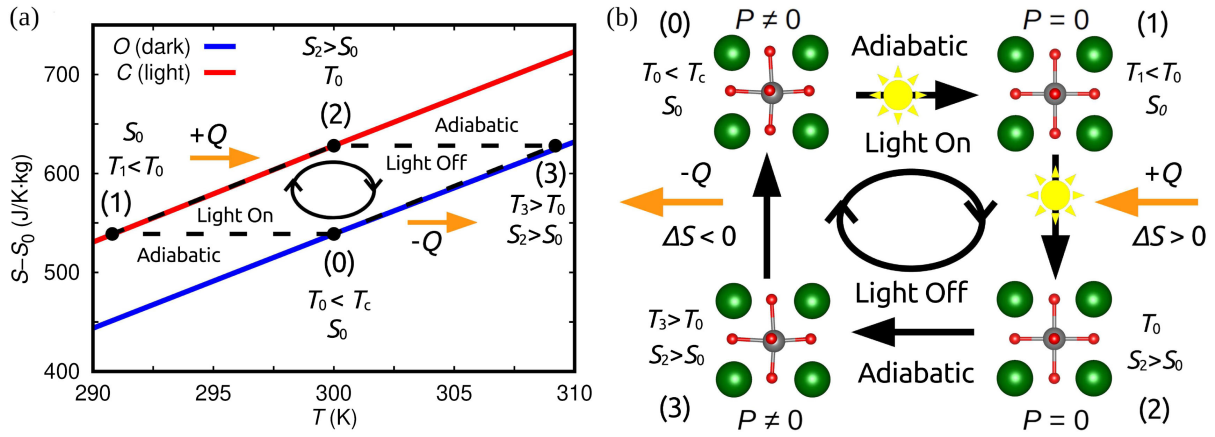 (a)
O (dark)
C (light)
S₂>S₀
T₀
(2)
S₀
T₁<T₀
+Q
(1)
Adiabatic
Light Off
(3)
Light On
Adiabatic
T₃>T₀
S₂>S₀
-Q
(0)
T₀ < T_c
S₀
S–S₀ (J/K·kg)
700
600
500
400
290
295
300
305
310
T (K)
(b)
(0)
P ≠ 0
P = 0
(1)
Adiabatic
T₀ < T_c
S₀
T₁<T₀
S₀
Light On
-Q
ΔS < 0
+Q
ΔS > 0
Light Off
T₃>T₀
S₂>S₀
T₀
S₂>S₀
Adiabatic
(3)
P ≠ 0
P = 0
(2)